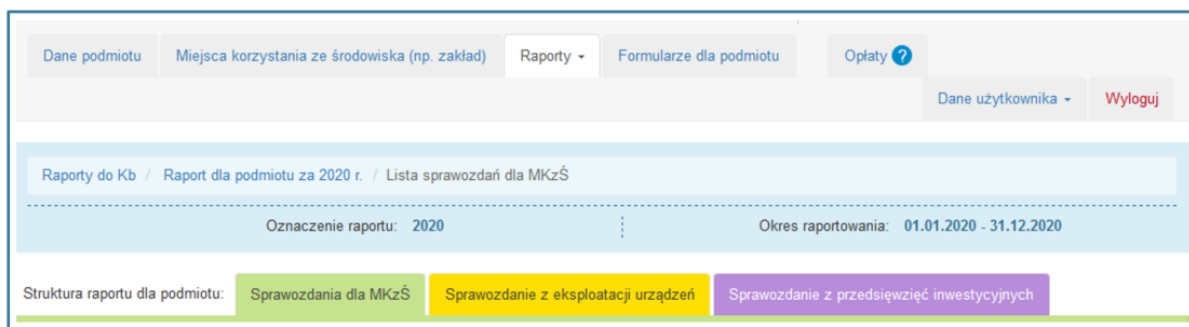 Dane podmiotu Miejsca korzystania ze środowiska (np. zakład) Raporty Formularze dla podmiotu Opłaty ?
Dane użytkownika Wyloguj
Raporty do Kb / Raport dla podmiotu za 2020 r. / Lista sprawozdań dla MKzŚ
Oznaczenie raportu: 2020 Okres raportowania: 01.01.2020 - 31.12.2020
Struktura raportu dla podmiotu: Sprawozdania dla MKzŚ Sprawozdanie z eksploatacji urządzeń Sprawozdanie z przedsięwzięć inwestycyjnych